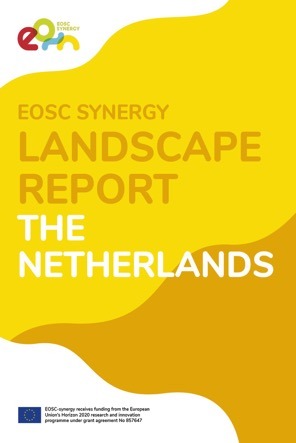 EOSC
SYNERGY
EOSC SYNERGY
LANDSCAPE
REPORT
THE
NETHERLANDS
EOSC-synergy receives funding from the European
Union's Horizon 2020 research and innovation
programme under grant agreement No 857647